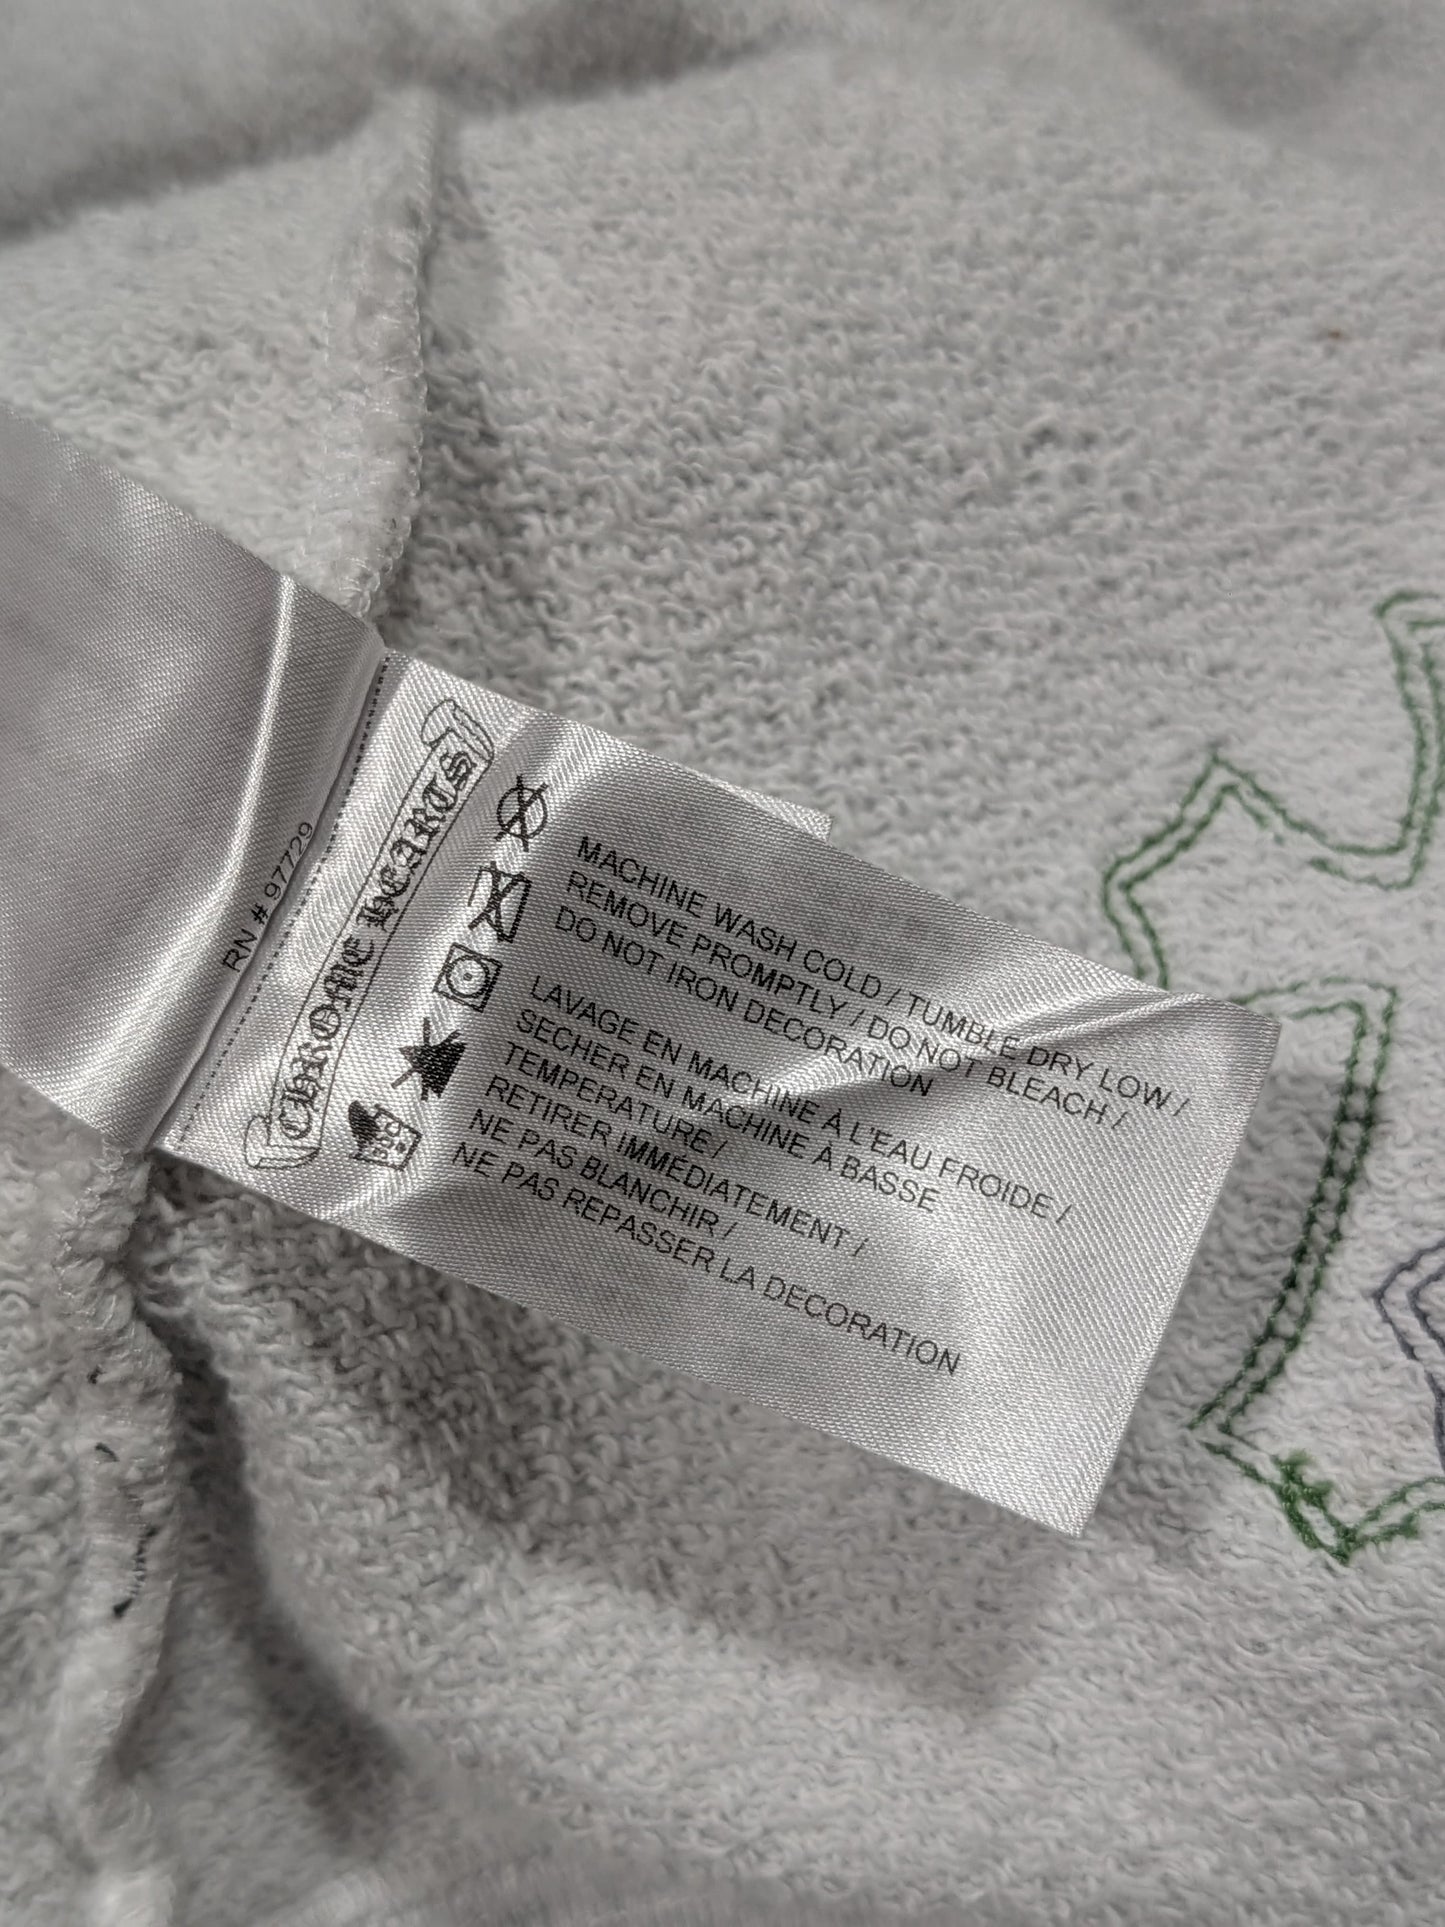 RN # 97729
CHROME HEARTS
MACHINE WASH COLD / TUMBLE DRY LOW /
REMOVE PROMPTLY / DO NOT BLEACH /
DO NOT IRON DECORATION
LAVAGE EN MACHINE À L'EAU FROIDE /
SECHER EN MACHINE À BASSE
TEMPERATURE /
RETIRER IMMÉDIATEMENT /
NE PAS BLANCHIR /
NE PAS REPASSER LA DECORATION